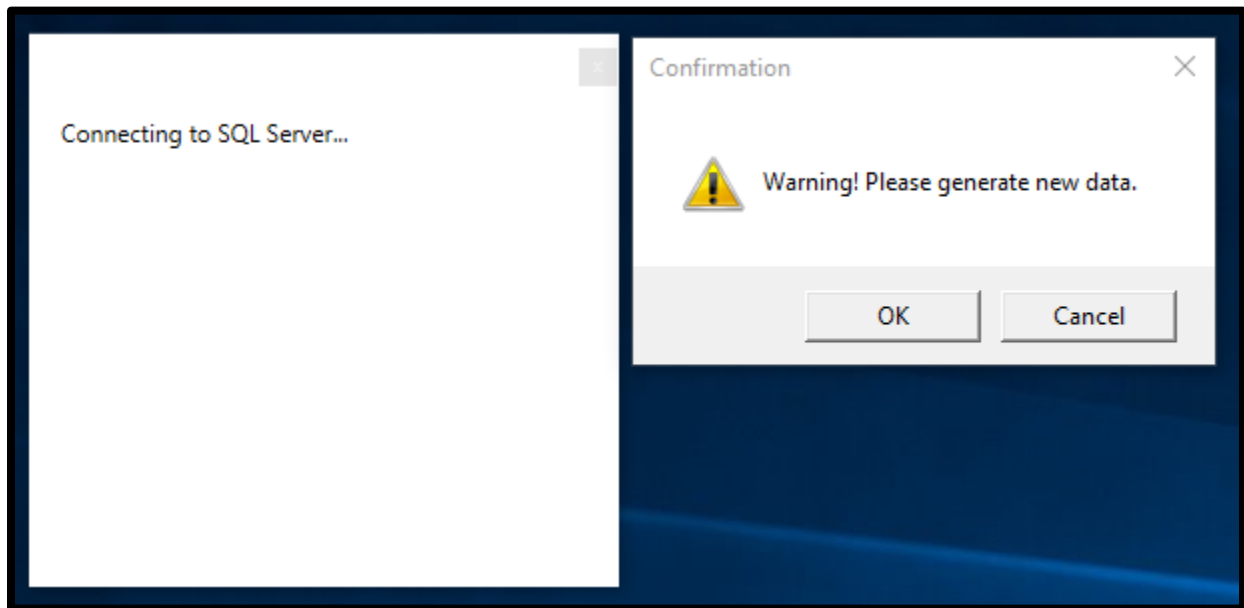 Connecting to SQL Server...
Confirmation
Warning! Please generate new data.
OK
Cancel